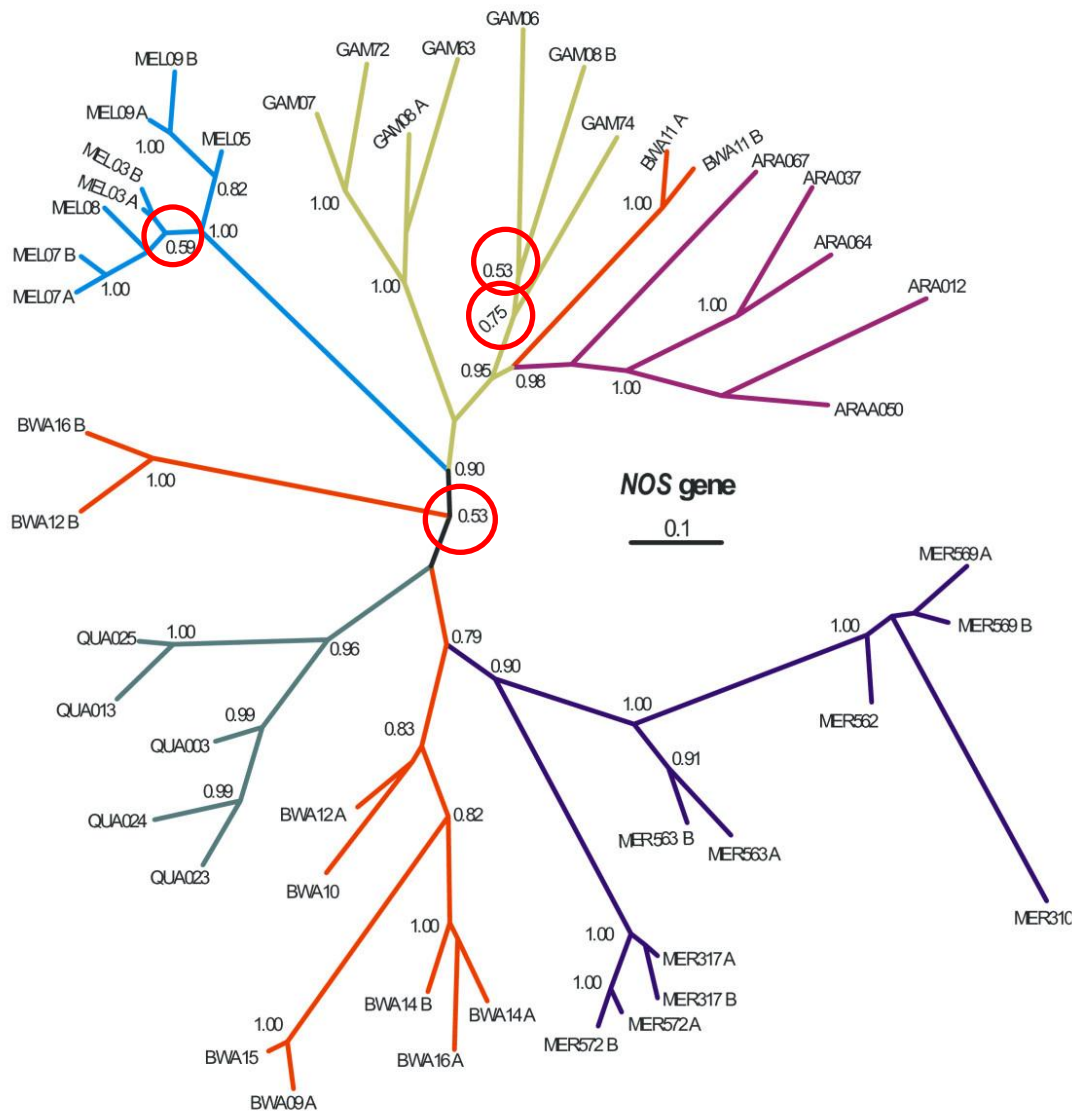 GAM06
MEL09 B
GAM72
GAM63
GAM08 B
GAM07
MEL09 A
GAM08 A
GAM74
BWA11 A
BWA11 B
MEL05
1.00
MEL03 B
ARA067
ARA037
MEL03 A
0.82
MEL08
1.00
1.00
1.00
0.59
ARA064
MEL07 B
0.53
MEL07 A
1.00
1.00
ARA012
1.00
0.75
0.95
0.98
1.00
ARAA050
BWA16 B
1.00
0.90
NOS gene
BWA12 B
0.53
0.1
MER569 A
QUA025
1.00
0.96
0.79
1.00
MER569 B
0.90
QUA013
MER562
0.99
1.00
QUA003
0.83
0.91
0.99
QUA024
BWA12 A
0.82
MER563 B
MER563 A
QUA023
BWA10
MER310
1.00
1.00
MER317 A
1.00
MER317 B
BWA14 B
BWA14 A
MER572 A
1.00
MER572 B
BWA15
BWA16 A
BWA09 A